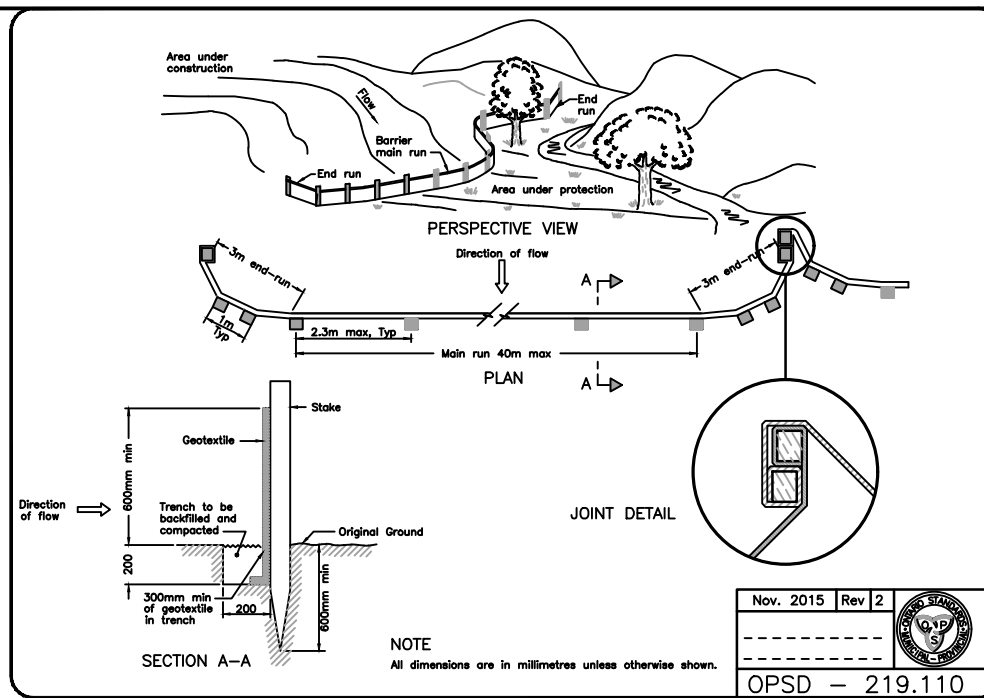 Area under
construction
Flow
Barrier
main run
End run
End
run
Area under protection
PERSPECTIVE VIEW
Direction of flow
3m end-run
3m end-run
A
1m
Typ
2.3m max, Typ
Main run 40m max
PLAN
A
Stake
Geotextile
600mm min
Direction
of flow
Trench to be
backfilled and
compacted
Original Ground
200
300mm min
of geotextile
in trench
200
600mm min
SECTION A-A
JOINT DETAIL
NOTE
All dimensions are in millimetres unless otherwise shown.
Nov. 2015 Rev 2
ONTARIO STANDARDS
MUNICIPAL - PROVINCIAL
O P S
OPSD - 219.110